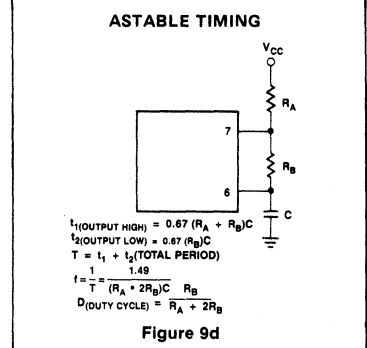 ASTABLE TIMING
VCC
RA
7
RB
6
C
t1(OUTPUT HIGH) = 0.67 (RA + RB)C
t2(OUTPUT LOW) = 0.67 (RB)C
T = t1 + t2(TOTAL PERIOD)
f = 1/T = 1.49/(RA • 2RB)C
D(DUTY CYCLE) = RB/RA + 2RB
Figure 9d